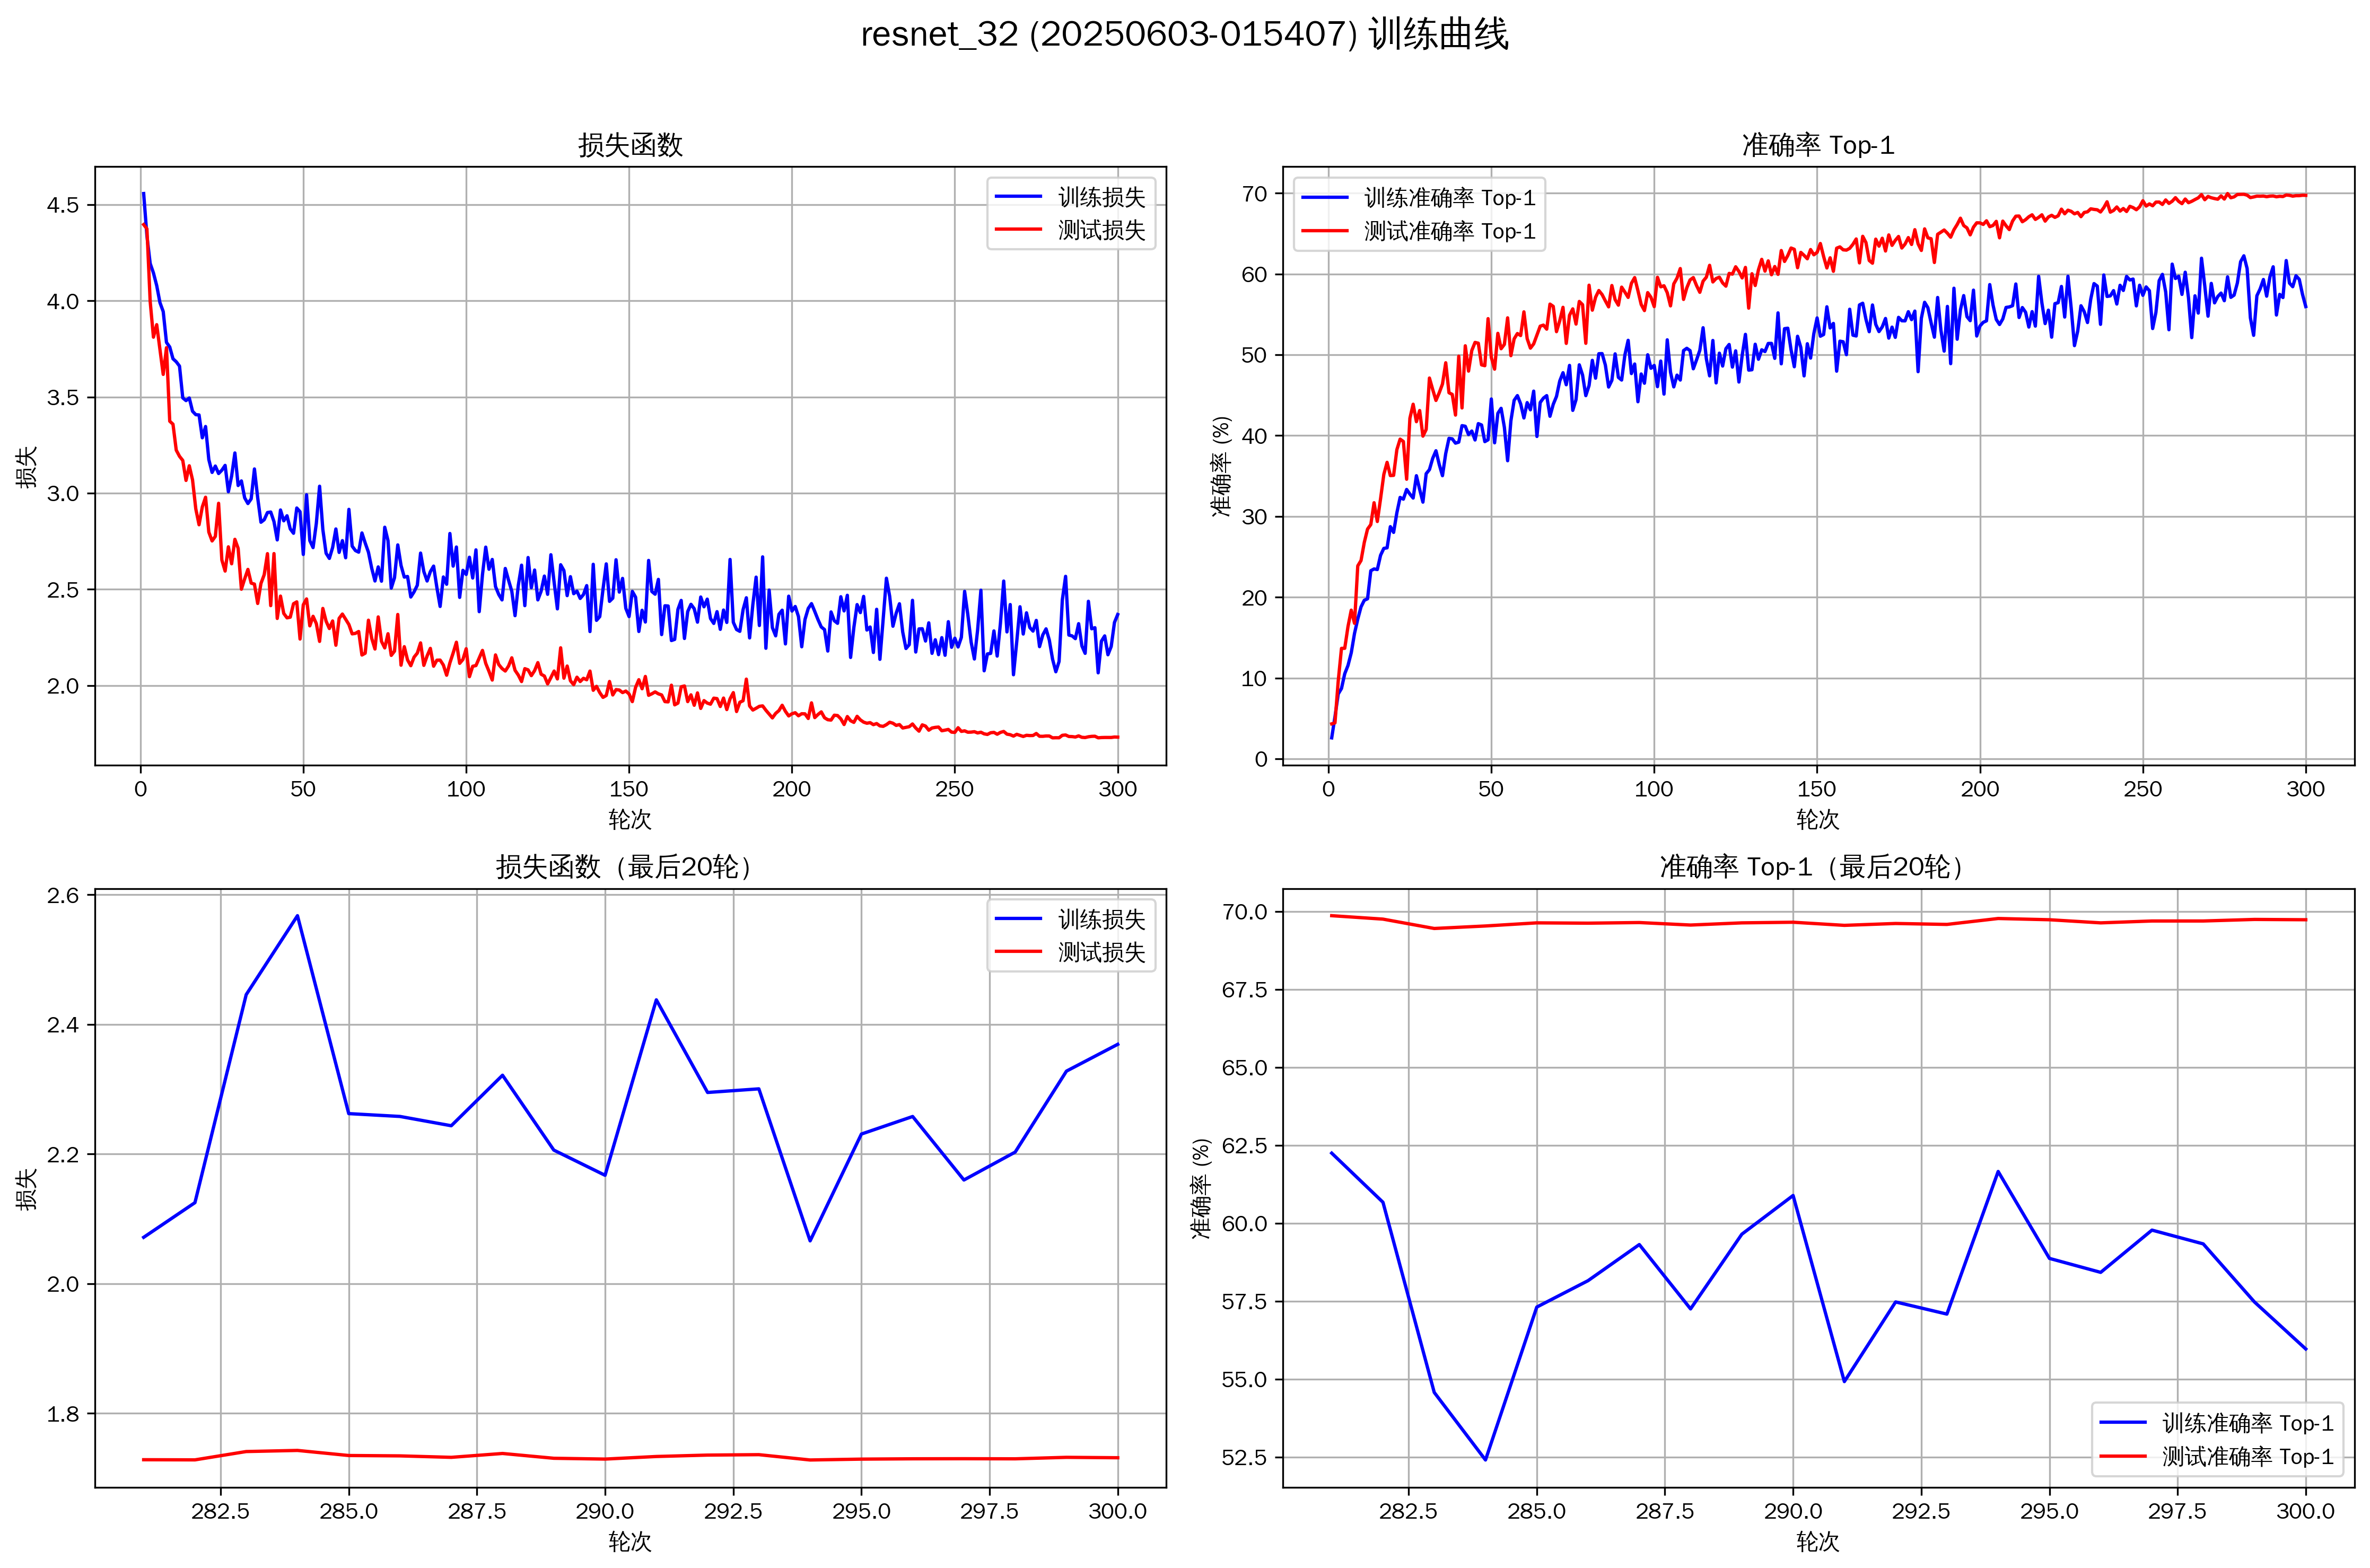 resnet_32 (20250603-015407) 训练曲线
损失函数
4.5
4.0
3.5
3.0
2.5
2.0
损失
训练损失
测试损失
0 50 100 150 200 250 300
轮次
准确率 Top-1
70
60
50
40
30
20
10
0
准确率 (%)
训练准确率 Top-1
测试准确率 Top-1
0 50 100 150 200 250 300
轮次
损失函数（最后20轮）
2.6
2.4
2.2
2.0
1.8
损失
训练损失
测试损失
282.5 285.0 287.5 290.0 292.5 295.0 297.5 300.0
轮次
准确率 Top-1（最后20轮）
70.0
67.5
65.0
62.5
60.0
57.5
55.0
52.5
准确率 (%)
训练准确率 Top-1
测试准确率 Top-1
282.5 285.0 287.5 290.0 292.5 295.0 297.5 300.0
轮次